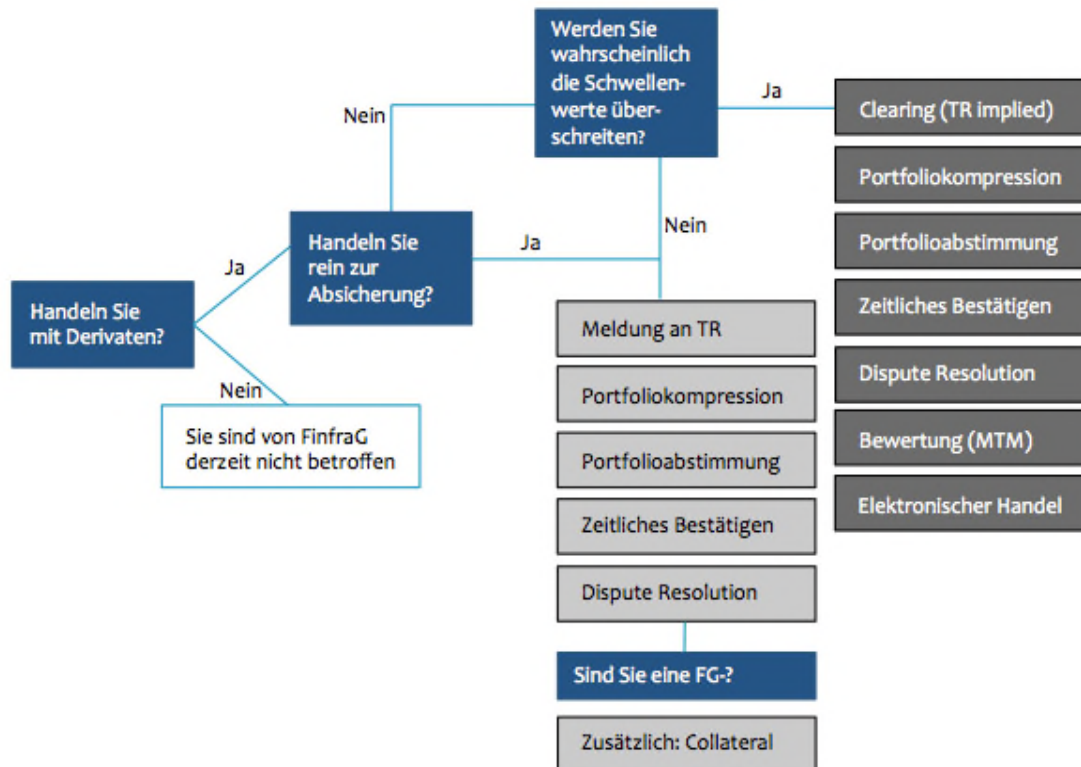 Werden Sie
wahrscheinlich
die Schwellen-
werte über-
schreiten?
Ja
Nein
Nein
Clearing (TR implied)
Portfoliokompression
Portfolioabstimmung
Zeitliches Bestätigen
Dispute Resolution
Bewertung (MTM)
Elektronischer Handel
Handeln Sie
rein zur
Absicherung?
Ja
Ja
Handeln Sie
mit Derivaten?
Nein
Sie sind von FinfraG
derzeit nicht betroffen
Meldung an TR
Portfoliokompression
Portfolioabstimmung
Zeitliches Bestätigen
Dispute Resolution
Sind Sie eine FG-?
Zusätzlich: Collateral